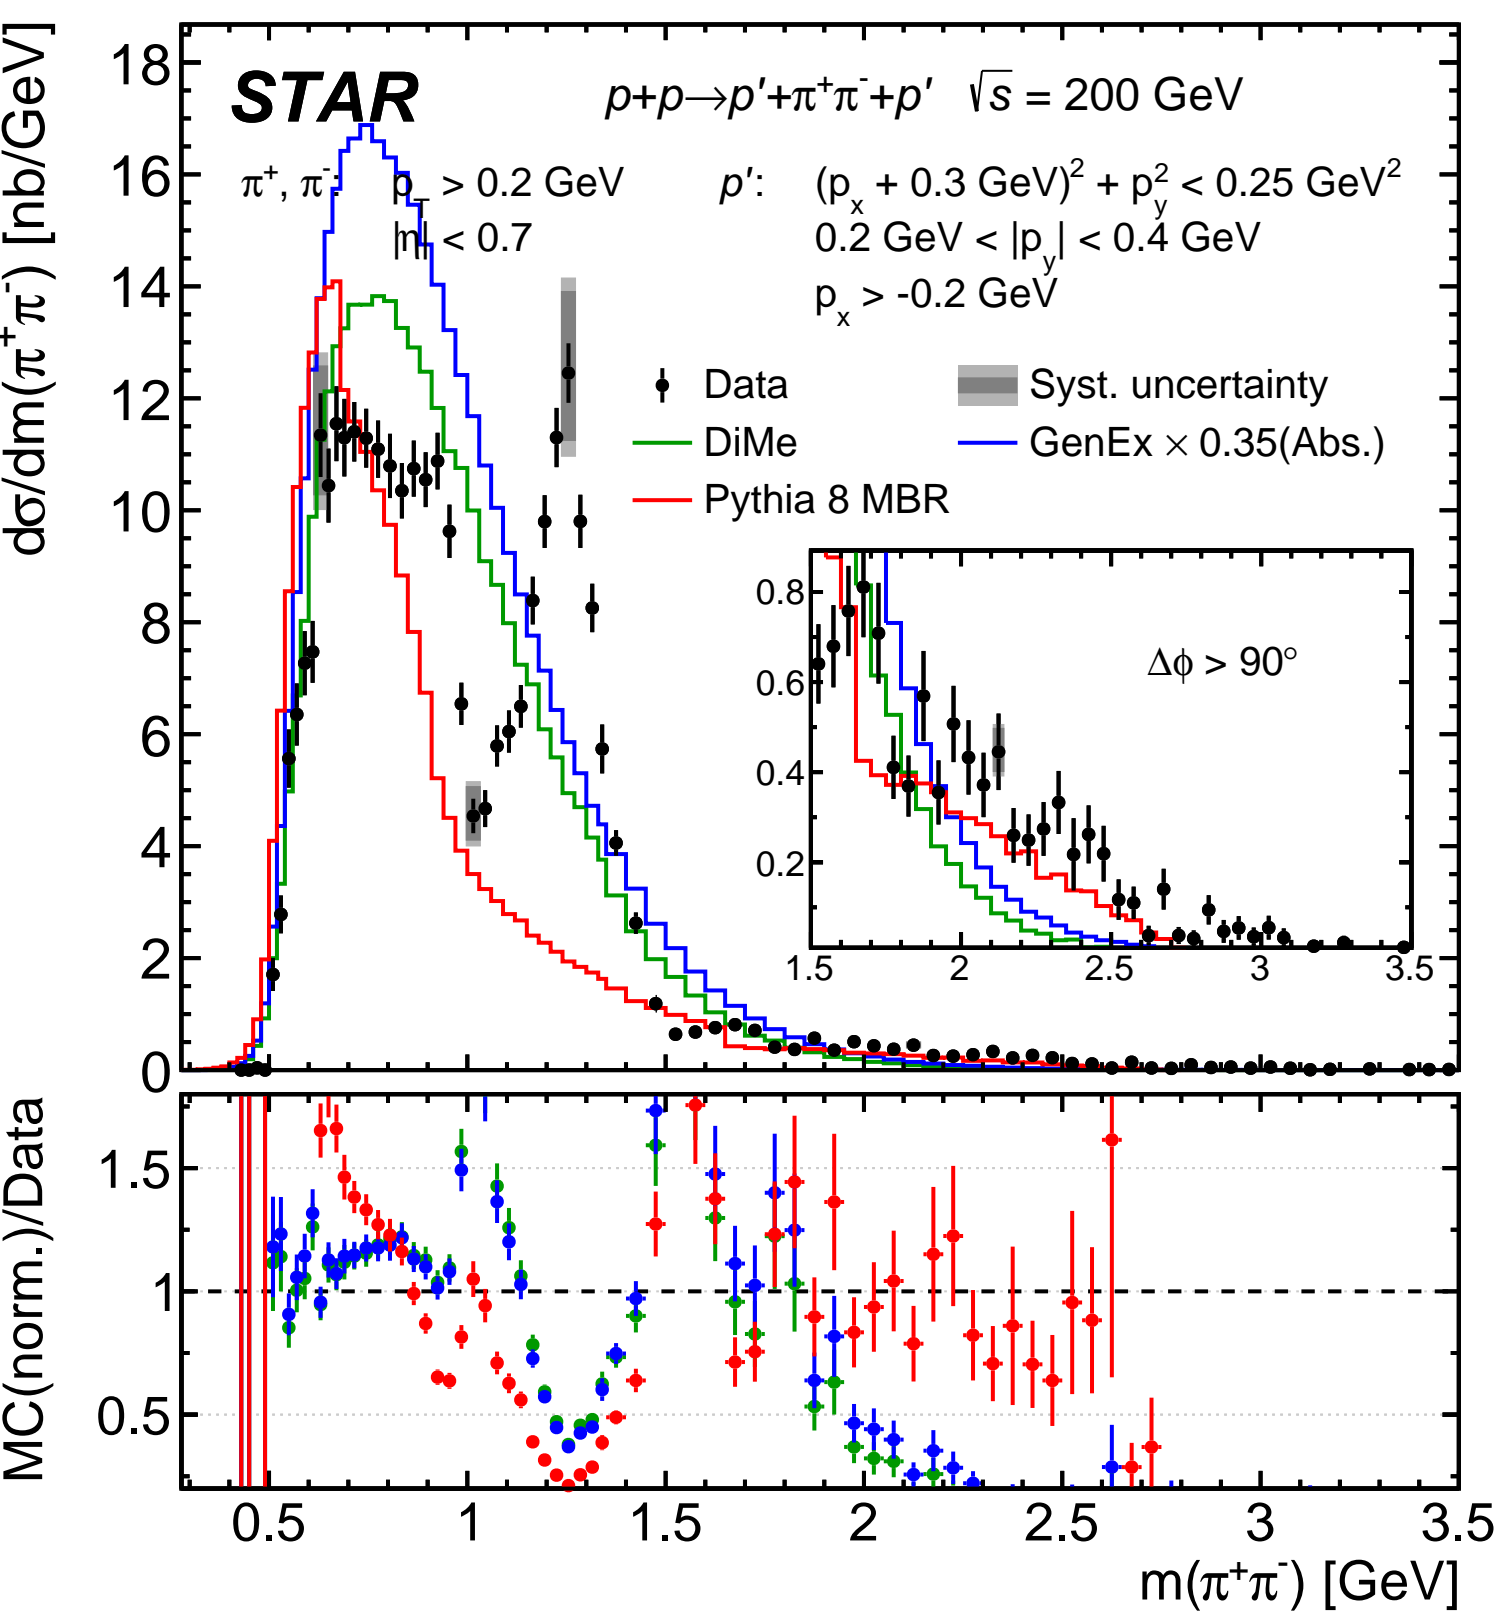 STAR
p+p→p′+π⁺π⁻+p′ √s = 200 GeV
π⁺, π⁻: p_T > 0.2 GeV
|η| < 0.7
p′: (p_x + 0.3 GeV)² + p_y² < 0.25 GeV²
0.2 GeV < |p_y| < 0.4 GeV
p_x > -0.2 GeV
Data
Syst. uncertainty
DiMe
GenEx × 0.35(Abs.)
Pythia 8 MBR
dσ/dm(π⁺π⁻) [nb/GeV]
18
16
14
12
10
8
6
4
2
0
Δϕ > 90°
0.8
0.6
0.4
0.2
1.5 2 2.5 3 3.5
MC(norm.)/Data
1.5
1
0.5
0.5 1 1.5 2 2.5 3 3.5
m(π⁺π⁻) [GeV]